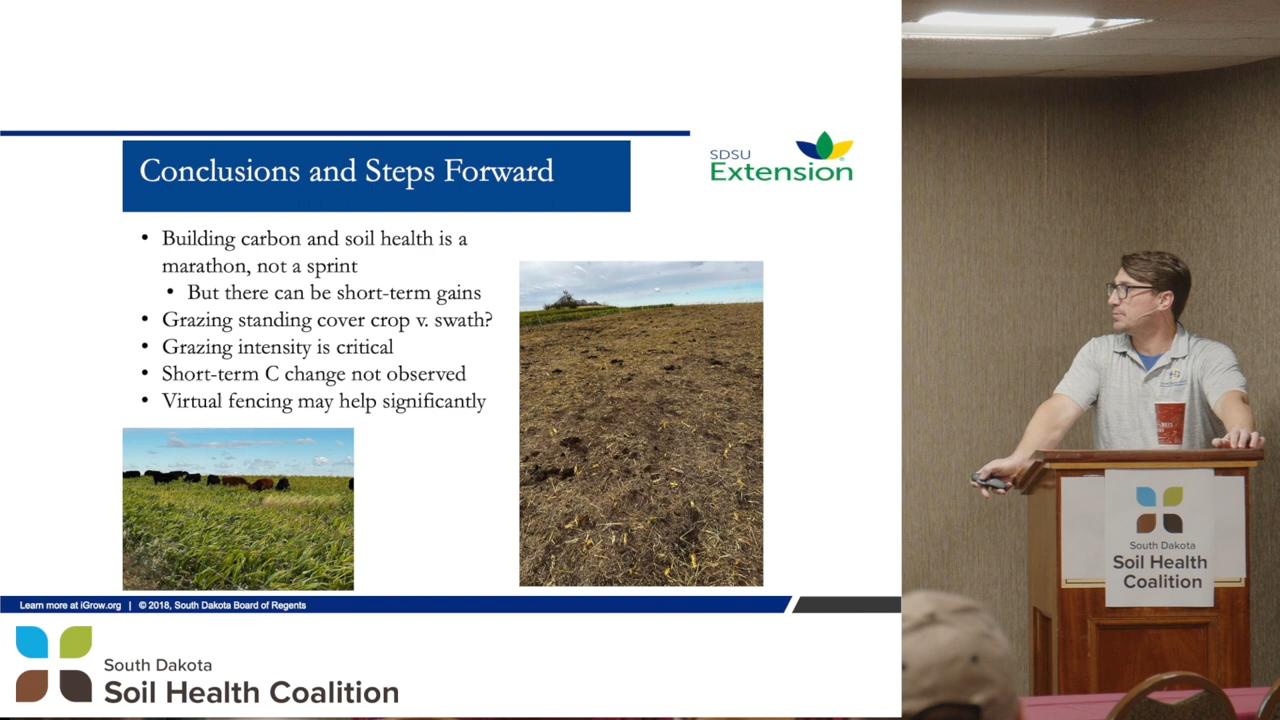 SDSU
Extension
Conclusions and Steps Forward
• Building carbon and soil health is a
marathon, not a sprint
• But there can be short-term gains
• Grazing standing cover crop v. swath?
• Grazing intensity is critical
• Short-term C change not observed
• Virtual fencing may help significantly
Learn more at iGrow.org | © 2018, South Dakota Board of Regents
South Dakota
Soil Health Coalition
South Dakota
Soil Health
Coalition